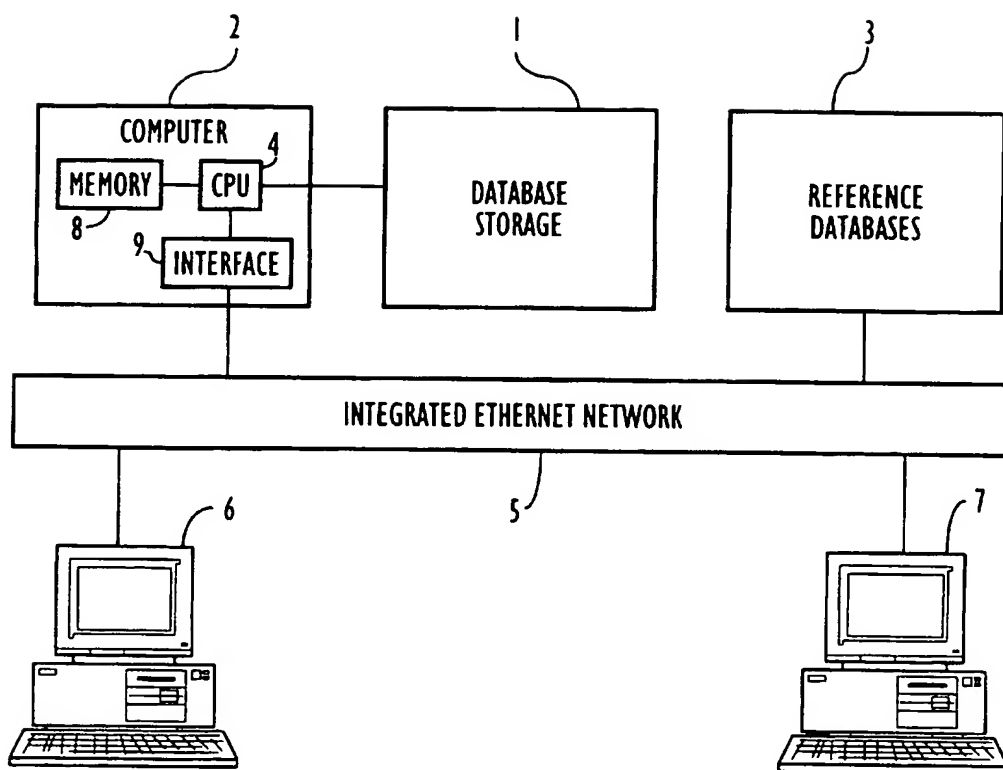 2
1
3
COMPUTER
4
MEMORY
CPU
8
9
INTERFACE
DATABASE
STORAGE
REFERENCE
DATABASES
INTEGRATED ETHERNET NETWORK
6
5
7